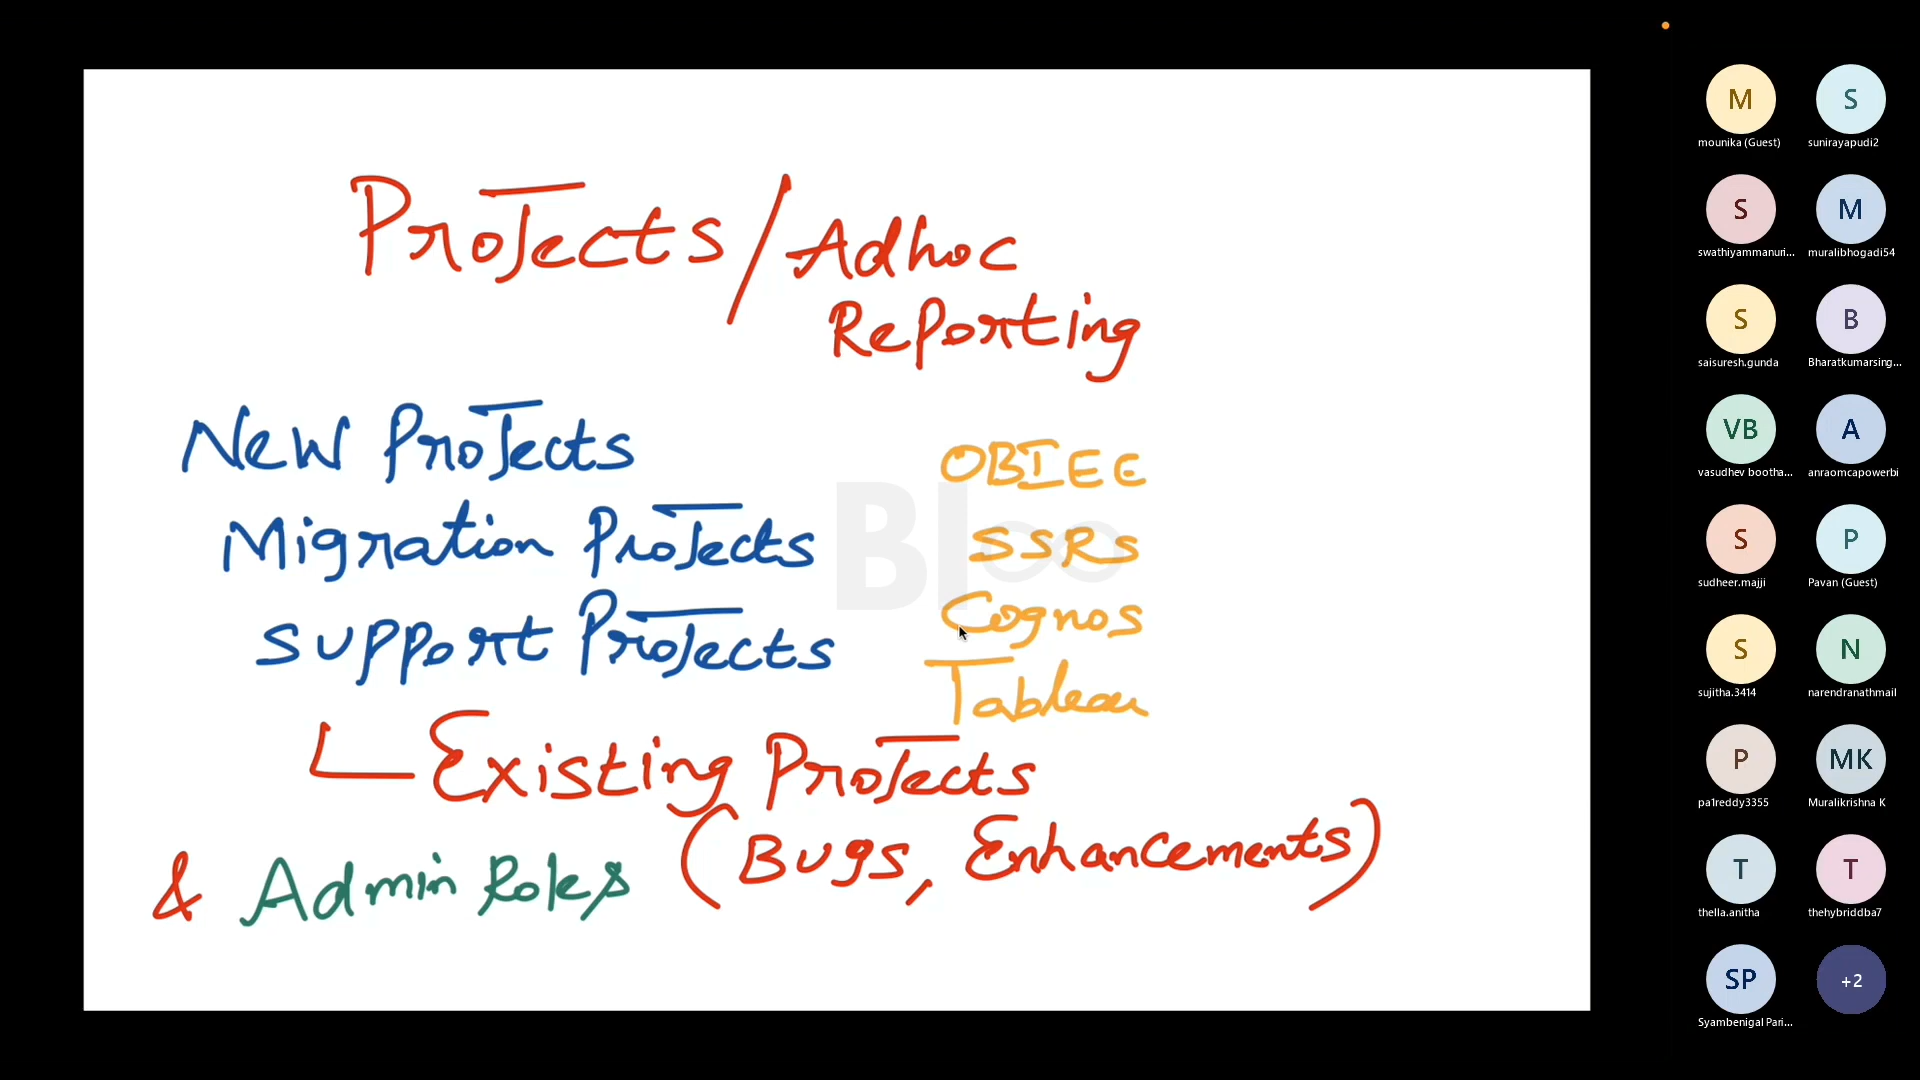 Projects / Adhoc
Reporting
New Projects
Migration Projects
Support Projects
Existing Projects
(Bugs, Enhancements)
& Admin Roles
OBIEE
SSRS
Cognos
Tableau
BI
M
mounika (Guest)
S
sunirayapudi2
S
swathiyammanuri...
M
muralibhogadi54
S
saisuresh.gunda
B
Bharatkumarsing...
VB
vasudhev bootha...
A
anraomcapowerbi
S
sudheer.majji
P
Pavan (Guest)
S
sujitha.3414
N
narendranathmail
P
pa1reddy3355
MK
Muralikrishna K
T
thella.anitha
T
thehybriddba7
SP
Syambenigal Pari...
+2